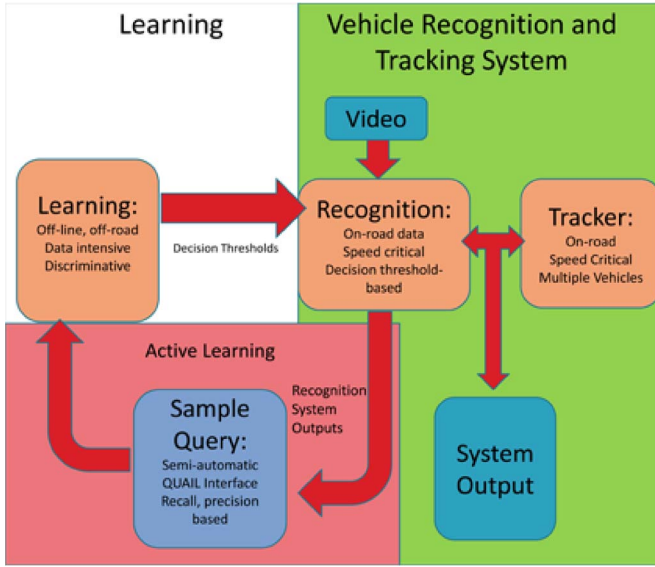 Learning
Vehicle Recognition and
Tracking System
Video
Learning:
Off-line, off-road
Data intensive
Discriminative
Decision Thresholds
Recognition:
On-road data
Speed critical
Decision threshold-
based
Tracker:
On-road
Speed Critical
Multiple Vehicles
Active Learning
Recognition
System
Outputs
Sample
Query:
Semi-automatic
QUAIL Interface
Recall, precision
based
System
Output